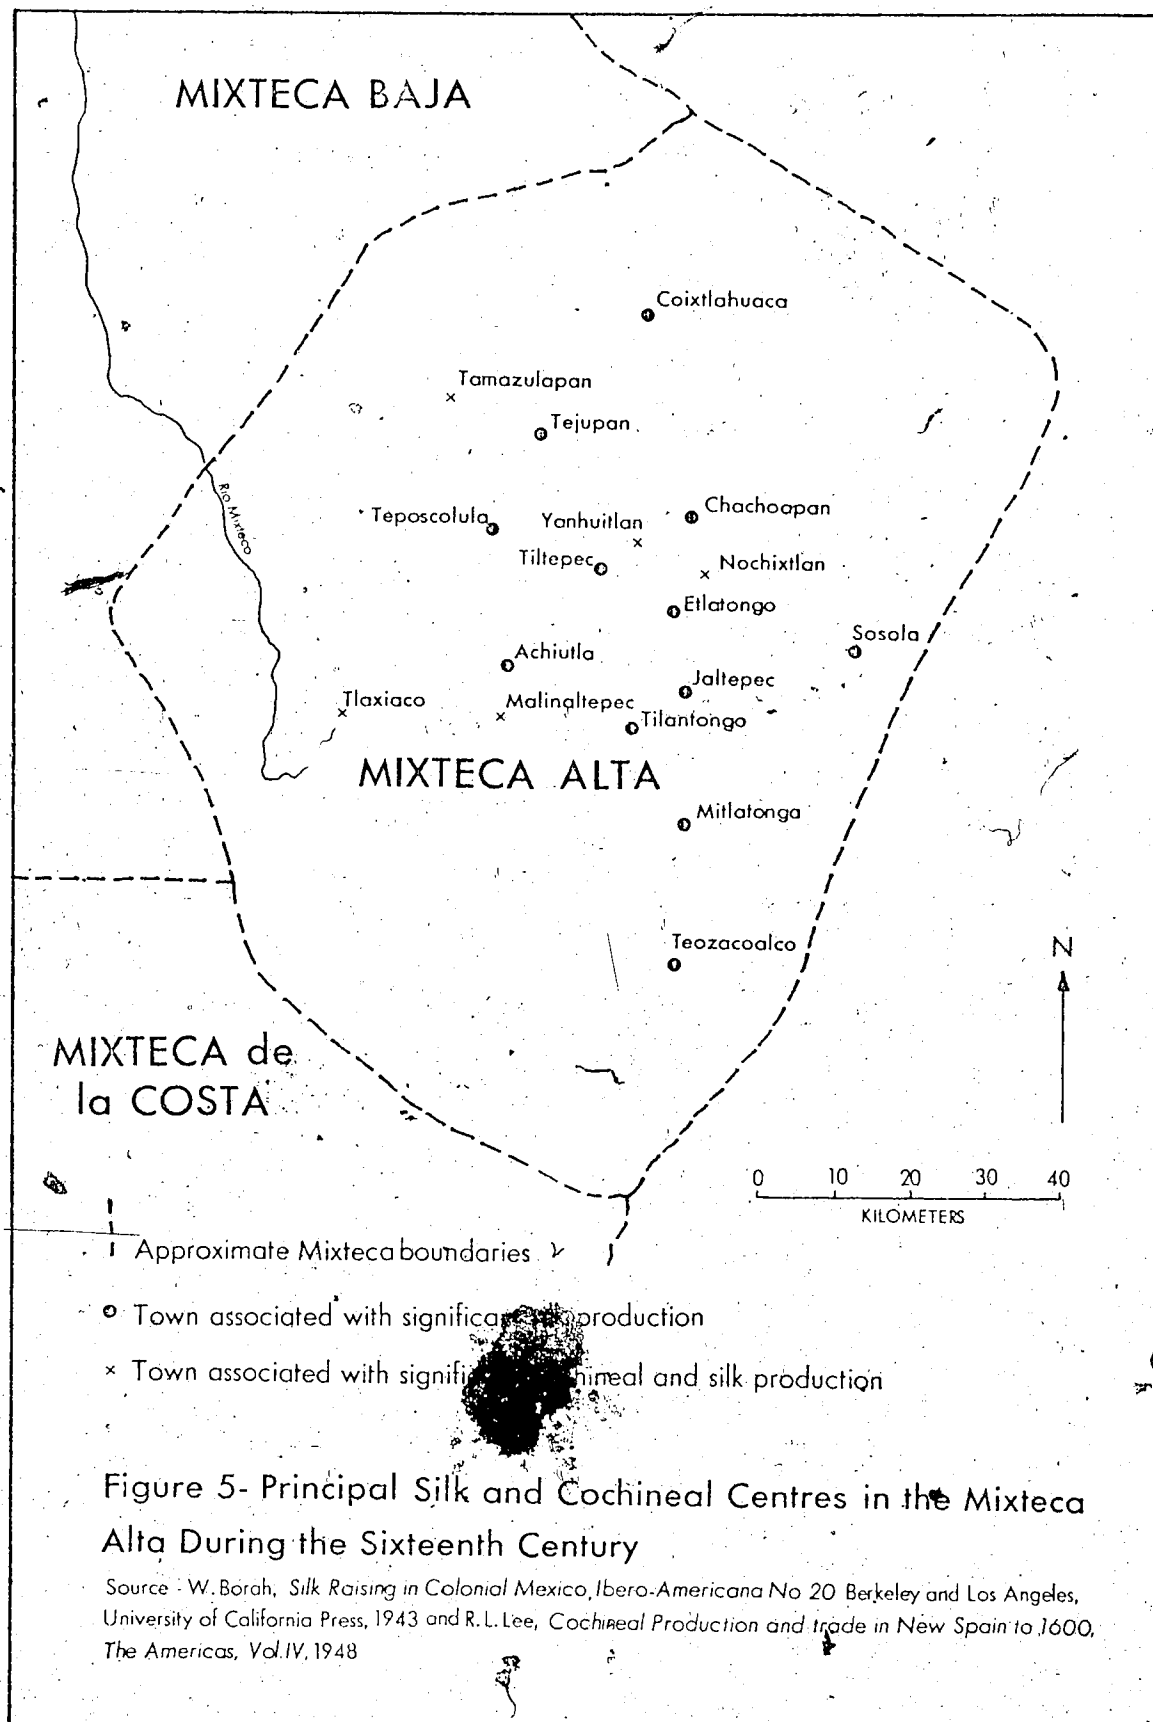 MIXTECA BAJA
Coixtlahuaca
Tamazulapan
Tejupan
Rio Mixteco
Teposcolula
Yanhuitlan
Chachoapan
Tiltepec
Nochixtlan
Etlatongo
Sosola
Achiutla
Jaltepec
Tlaxiaco
Malinaltepec
Tilantongo
MIXTECA ALTA
Mitlatonga
Teozacoalco
N
MIXTECA de
la COSTA
0 10 20 30 40
KILOMETERS
Approximate Mixteca boundaries
Town associated with production
Town associated with and silk production
Figure 5- Principal Silk and Cochineal Centres in the Mixteca
Alta During the Sixteenth Century
Source - W. Borah, Silk Raising in Colonial Mexico, Ibero-Americana No 20 Berkeley and Los Angeles,
University of California Press, 1943 and R. L. Lee, Cochineal Production and trade in New Spain to 1600,
The Americas, Vol. IV, 1948